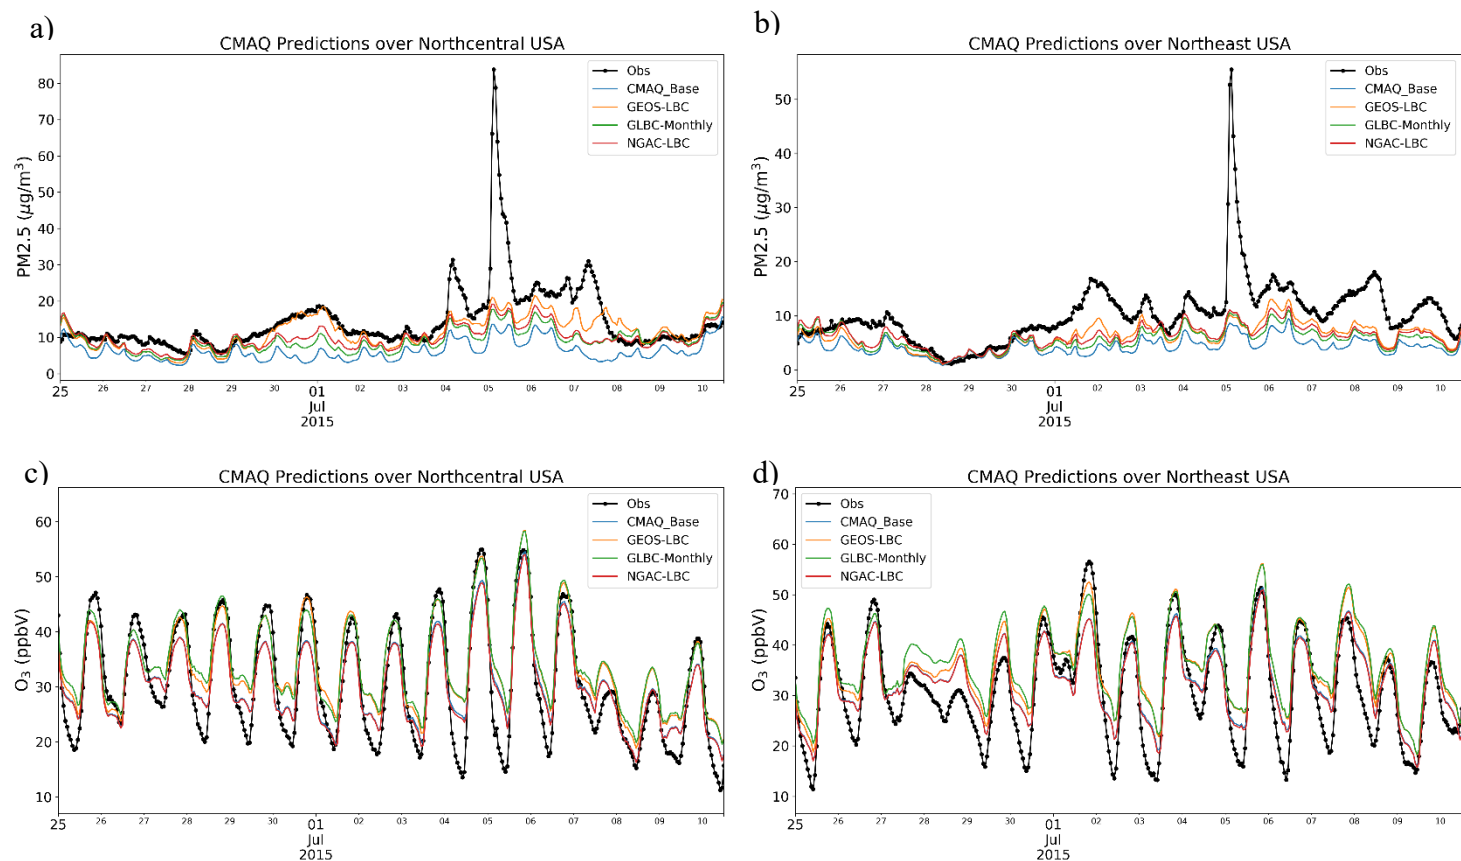 a)
CMAQ Predictions over Northcentral USA
PM2.5 (μg/m³)
80
70
60
50
40
30
20
10
0
Obs
CMAQ_Base
GEOS-LBC
GLBC-Monthly
NGAC-LBC
25 26 27 28 29 30 01 02 03 04 05 06 07 08 09 10
Jul
2015
b)
CMAQ Predictions over Northeast USA
PM2.5 (μg/m³)
50
40
30
20
10
0
Obs
CMAQ_Base
GEOS-LBC
GLBC-Monthly
NGAC-LBC
25 26 27 28 29 30 01 02 03 04 05 06 07 08 09 10
Jul
2015
c)
CMAQ Predictions over Northcentral USA
O₃ (ppbV)
60
50
40
30
20
10
Obs
CMAQ_Base
GEOS-LBC
GLBC-Monthly
NGAC-LBC
25 26 27 28 29 30 01 02 03 04 05 06 07 08 09 10
Jul
2015
d)
CMAQ Predictions over Northeast USA
O₃ (ppbV)
70
60
50
40
30
20
10
Obs
CMAQ_Base
GEOS-LBC
GLBC-Monthly
NGAC-LBC
25 26 27 28 29 30 01 02 03 04 05 06 07 08 09 10
Jul
2015